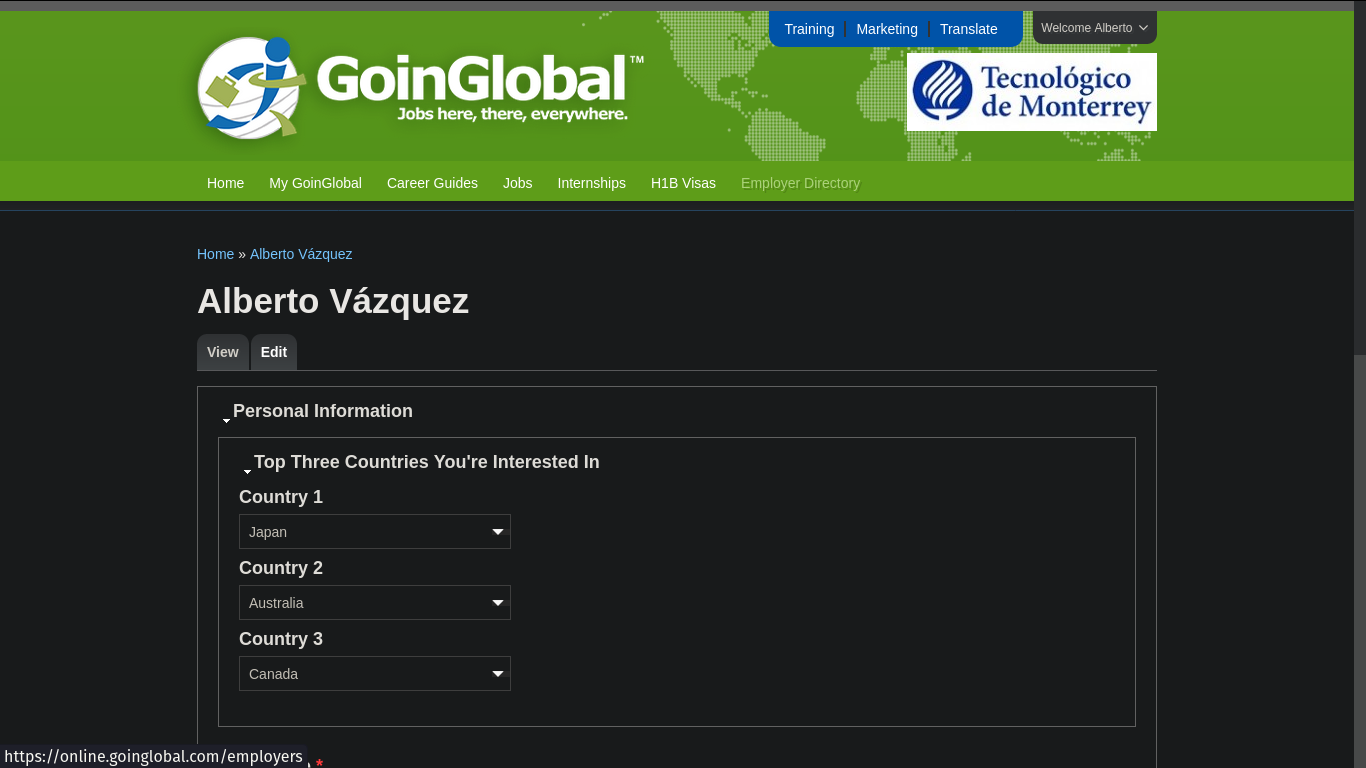 Training | Marketing | Translate
Welcome Alberto
GoinGlobal™
Jobs here, there, everywhere.
Tecnológico
de Monterrey
Home My GoinGlobal Career Guides Jobs Internships H1B Visas Employer Directory
Home » Alberto Vázquez
Alberto Vázquez
View Edit
Personal Information
Top Three Countries You're Interested In
Country 1
Japan
Country 2
Australia
Country 3
Canada
https://online.goinglobal.com/employers
*